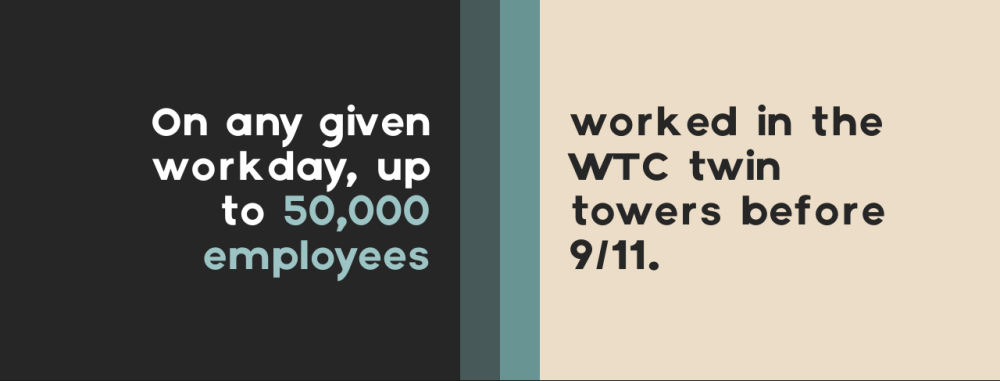 On any given
workday, up
to 50,000
employees
worked in the
WTC twin
towers before
9/11.